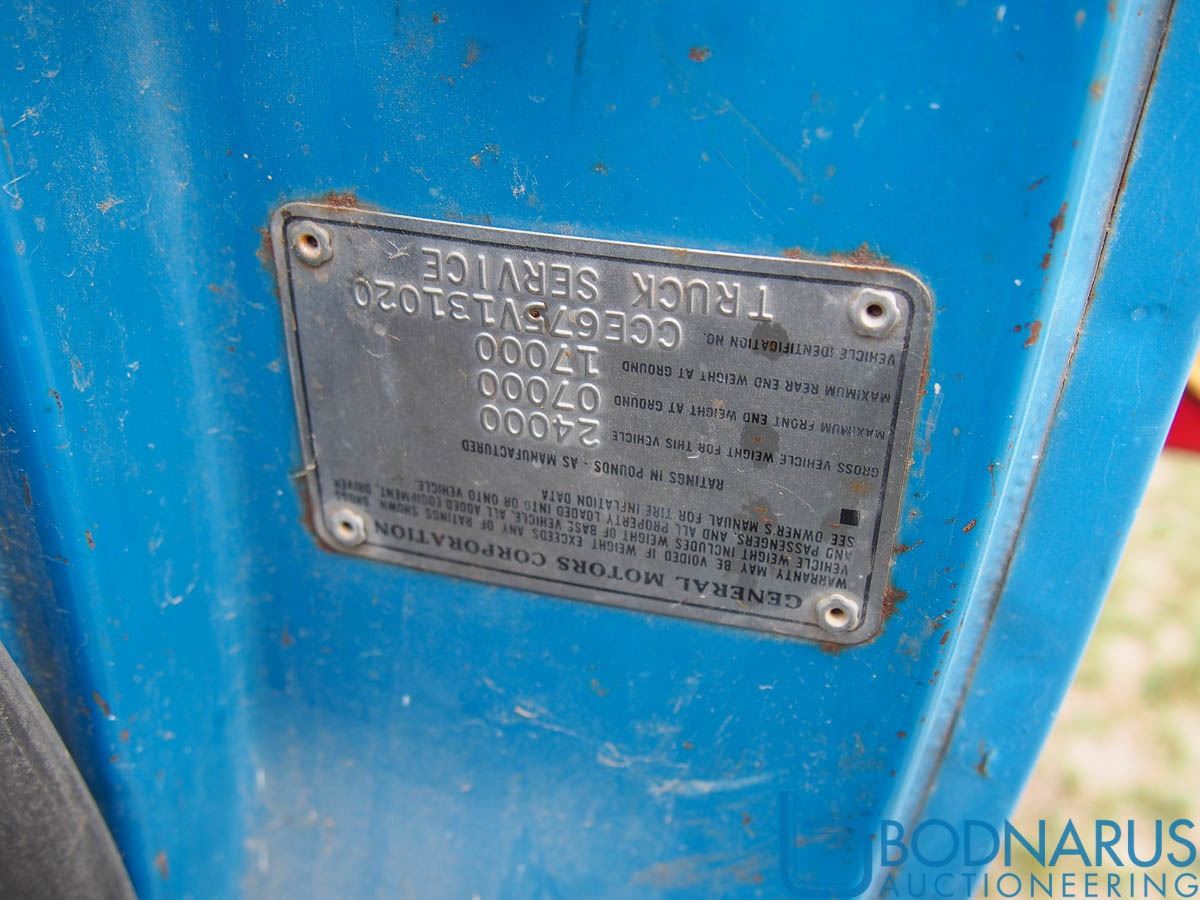 GENERAL MOTORS CORPORATION
WARRANTY MAY BE VOIDED IF WEIGHT EXCEEDS ANY OF RATINGS SHOWN. GROSS
VEHICLE WEIGHT INCLUDES WEIGHT OF BASE VEHICLE, ALL ADDED EQUIPMENT, DRIVER
AND PASSENGERS, AND ALL PROPERTY LOADED INTO OR ONTO VEHICLE.
SEE OWNER'S MANUAL FOR TIRE INFLATION DATA
RATINGS IN POUNDS - AS MANUFACTURED
GROSS VEHICLE WEIGHT FOR THIS VEHICLE 24000
MAXIMUM FRONT END WEIGHT AT GROUND 07000
MAXIMUM REAR END WEIGHT AT GROUND 17000
VEHICLE IDENTIFICATION NO. CCE675V131020
TRUCK SERVICE
BODNARUS
AUCTIONEERING